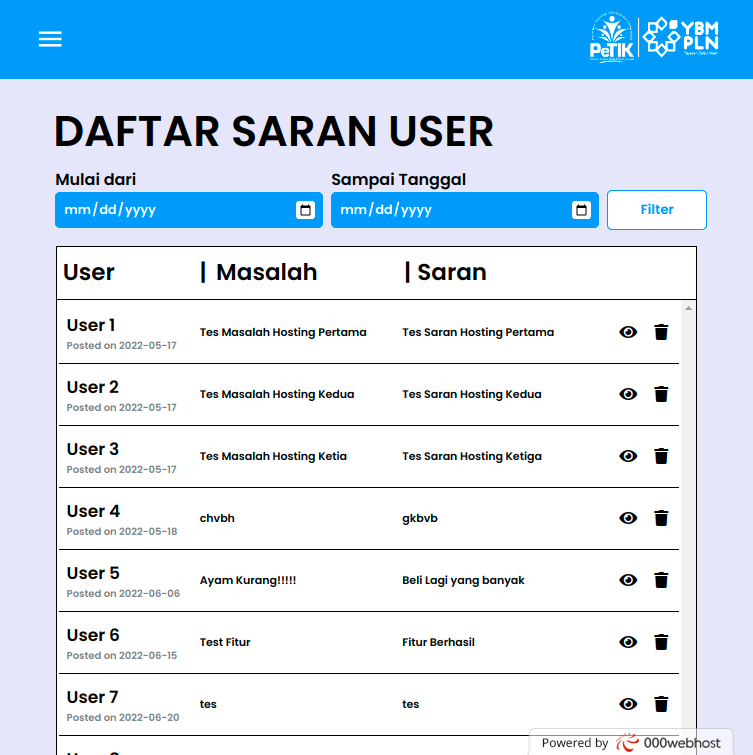 PeTIK
YBM
PLN
DAFTAR SARAN USER
Mulai dari
Sampai Tanggal
mm/dd/yyyy
mm/dd/yyyy
Filter
User | Masalah | Saran
User 1
Posted on 2022-05-17
Tes Masalah Hosting Pertama
Tes Saran Hosting Pertama
User 2
Posted on 2022-05-17
Tes Masalah Hosting Kedua
Tes Saran Hosting Kedua
User 3
Posted on 2022-05-17
Tes Masalah Hosting Ketia
Tes Saran Hosting Ketiga
User 4
Posted on 2022-05-18
chvbh
gkbvb
User 5
Posted on 2022-06-06
Ayam Kurang!!!!!
Beli Lagi yang banyak
User 6
Posted on 2022-06-15
Test Fitur
Fitur Berhasil
User 7
Posted on 2022-06-20
tes
tes
Powered by 000webhost